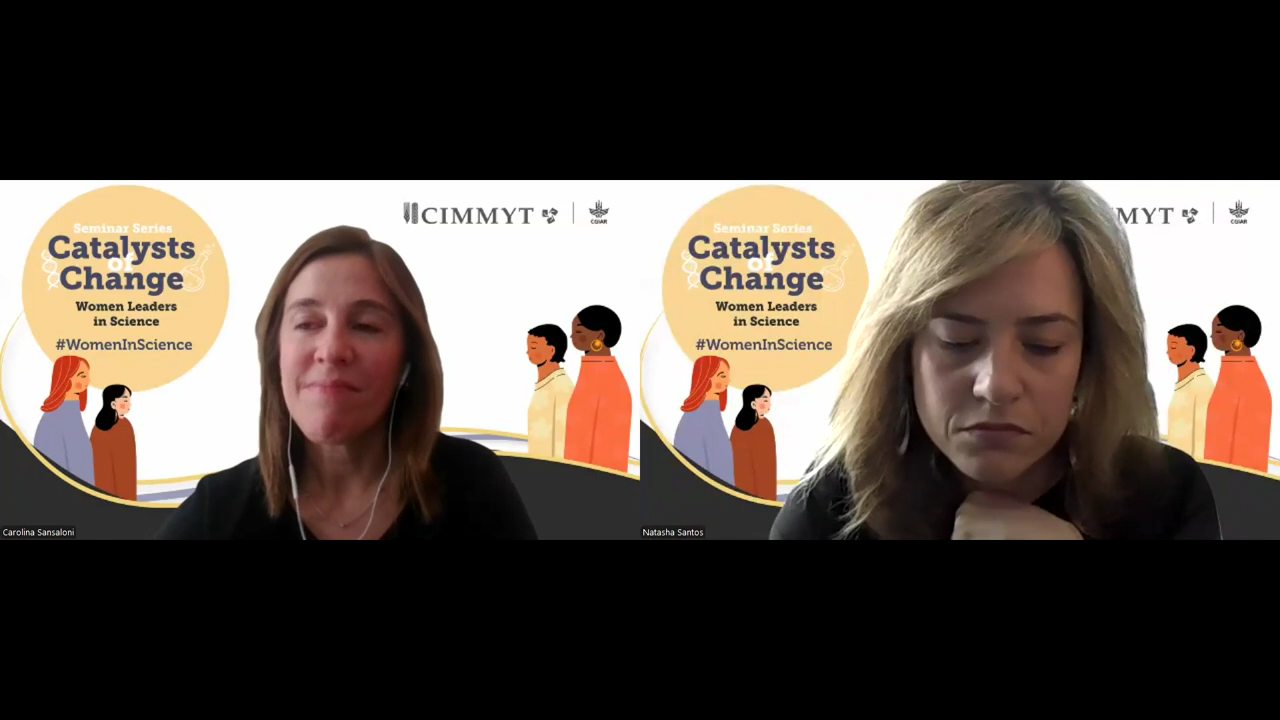 Seminar Series
Catalysts
of
Change
Women Leaders
in Science
#WomenInScience
CIMMYT
CGIAR
Carolina Sansaloni
Seminar Series
Catalysts
of
Change
Women Leaders
in Science
#WomenInScience
MYT
CGIAR
Natasha Santos